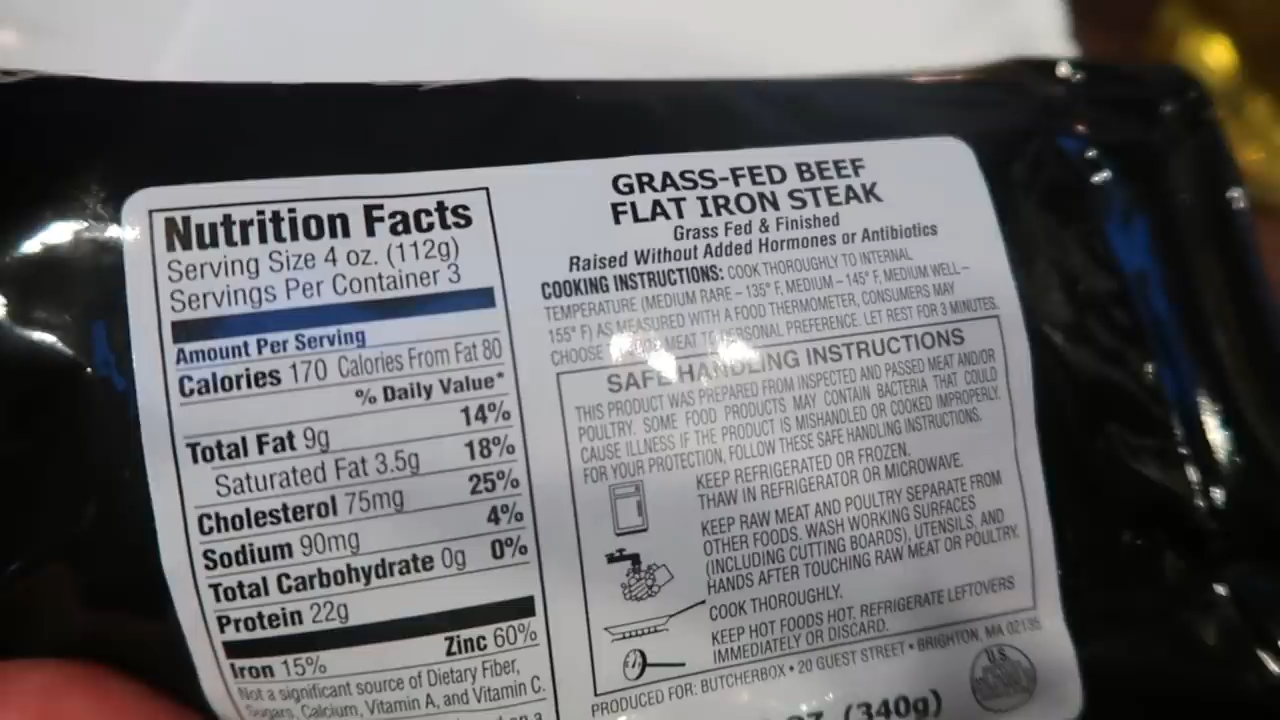 Nutrition Facts
Serving Size 4 oz. (112g)
Servings Per Container 3
Amount Per Serving
Calories 170 Calories From Fat 80
% Daily Value*
Total Fat 9g 14%
Saturated Fat 3.5g 18%
Cholesterol 75mg 25%
Sodium 90mg 4%
Total Carbohydrate 0g 0%
Protein 22g
Iron 15% Zinc 60%
Not a significant source of Dietary Fiber,
Sugars, Calcium, Vitamin A, and Vitamin C.
GRASS-FED BEEF
FLAT IRON STEAK
Grass Fed & Finished
Raised Without Added Hormones or Antibiotics
COOKING INSTRUCTIONS: COOK THOROUGHLY TO INTERNAL
TEMPERATURE (MEDIUM RARE – 135° F, MEDIUM – 145° F, MEDIUM WELL –
155° F) AS MEASURED WITH A FOOD THERMOMETER, CONSUMERS MAY
CHOOSE MEAT TO PERSONAL PREFERENCE. LET REST FOR 3 MINUTES.
SAFE HANDLING INSTRUCTIONS
THIS PRODUCT WAS PREPARED FROM INSPECTED AND PASSED MEAT AND/OR
POULTRY. SOME FOOD PRODUCTS MAY CONTAIN BACTERIA THAT COULD
CAUSE ILLNESS IF THE PRODUCT IS MISHANDLED OR COOKED IMPROPERLY.
FOR YOUR PROTECTION, FOLLOW THESE SAFE HANDLING INSTRUCTIONS.
KEEP REFRIGERATED OR FROZEN.
THAW IN REFRIGERATOR OR MICROWAVE.
KEEP RAW MEAT AND POULTRY SEPARATE FROM
OTHER FOODS. WASH WORKING SURFACES
(INCLUDING CUTTING BOARDS), UTENSILS, AND
HANDS AFTER TOUCHING RAW MEAT OR POULTRY.
COOK THOROUGHLY.
KEEP HOT FOODS HOT, REFRIGERATE LEFTOVERS
IMMEDIATELY OR DISCARD.
PRODUCED FOR: BUTCHERBOX • 20 GUEST STREET • BRIGHTON, MA 02135
(340g)
U.S.